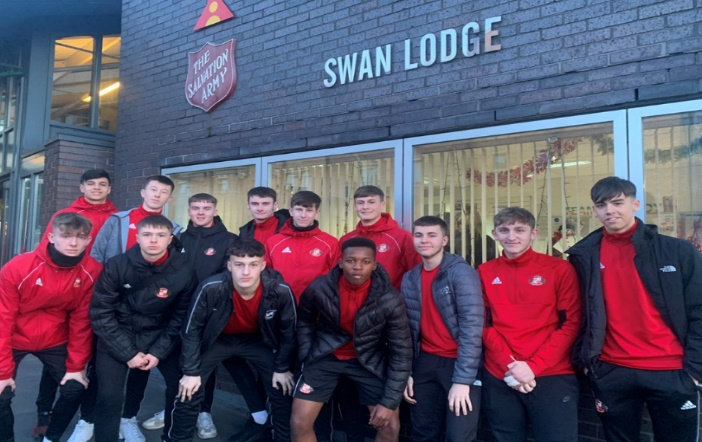 THE
SALVATION
ARMY
SWAN LODGE